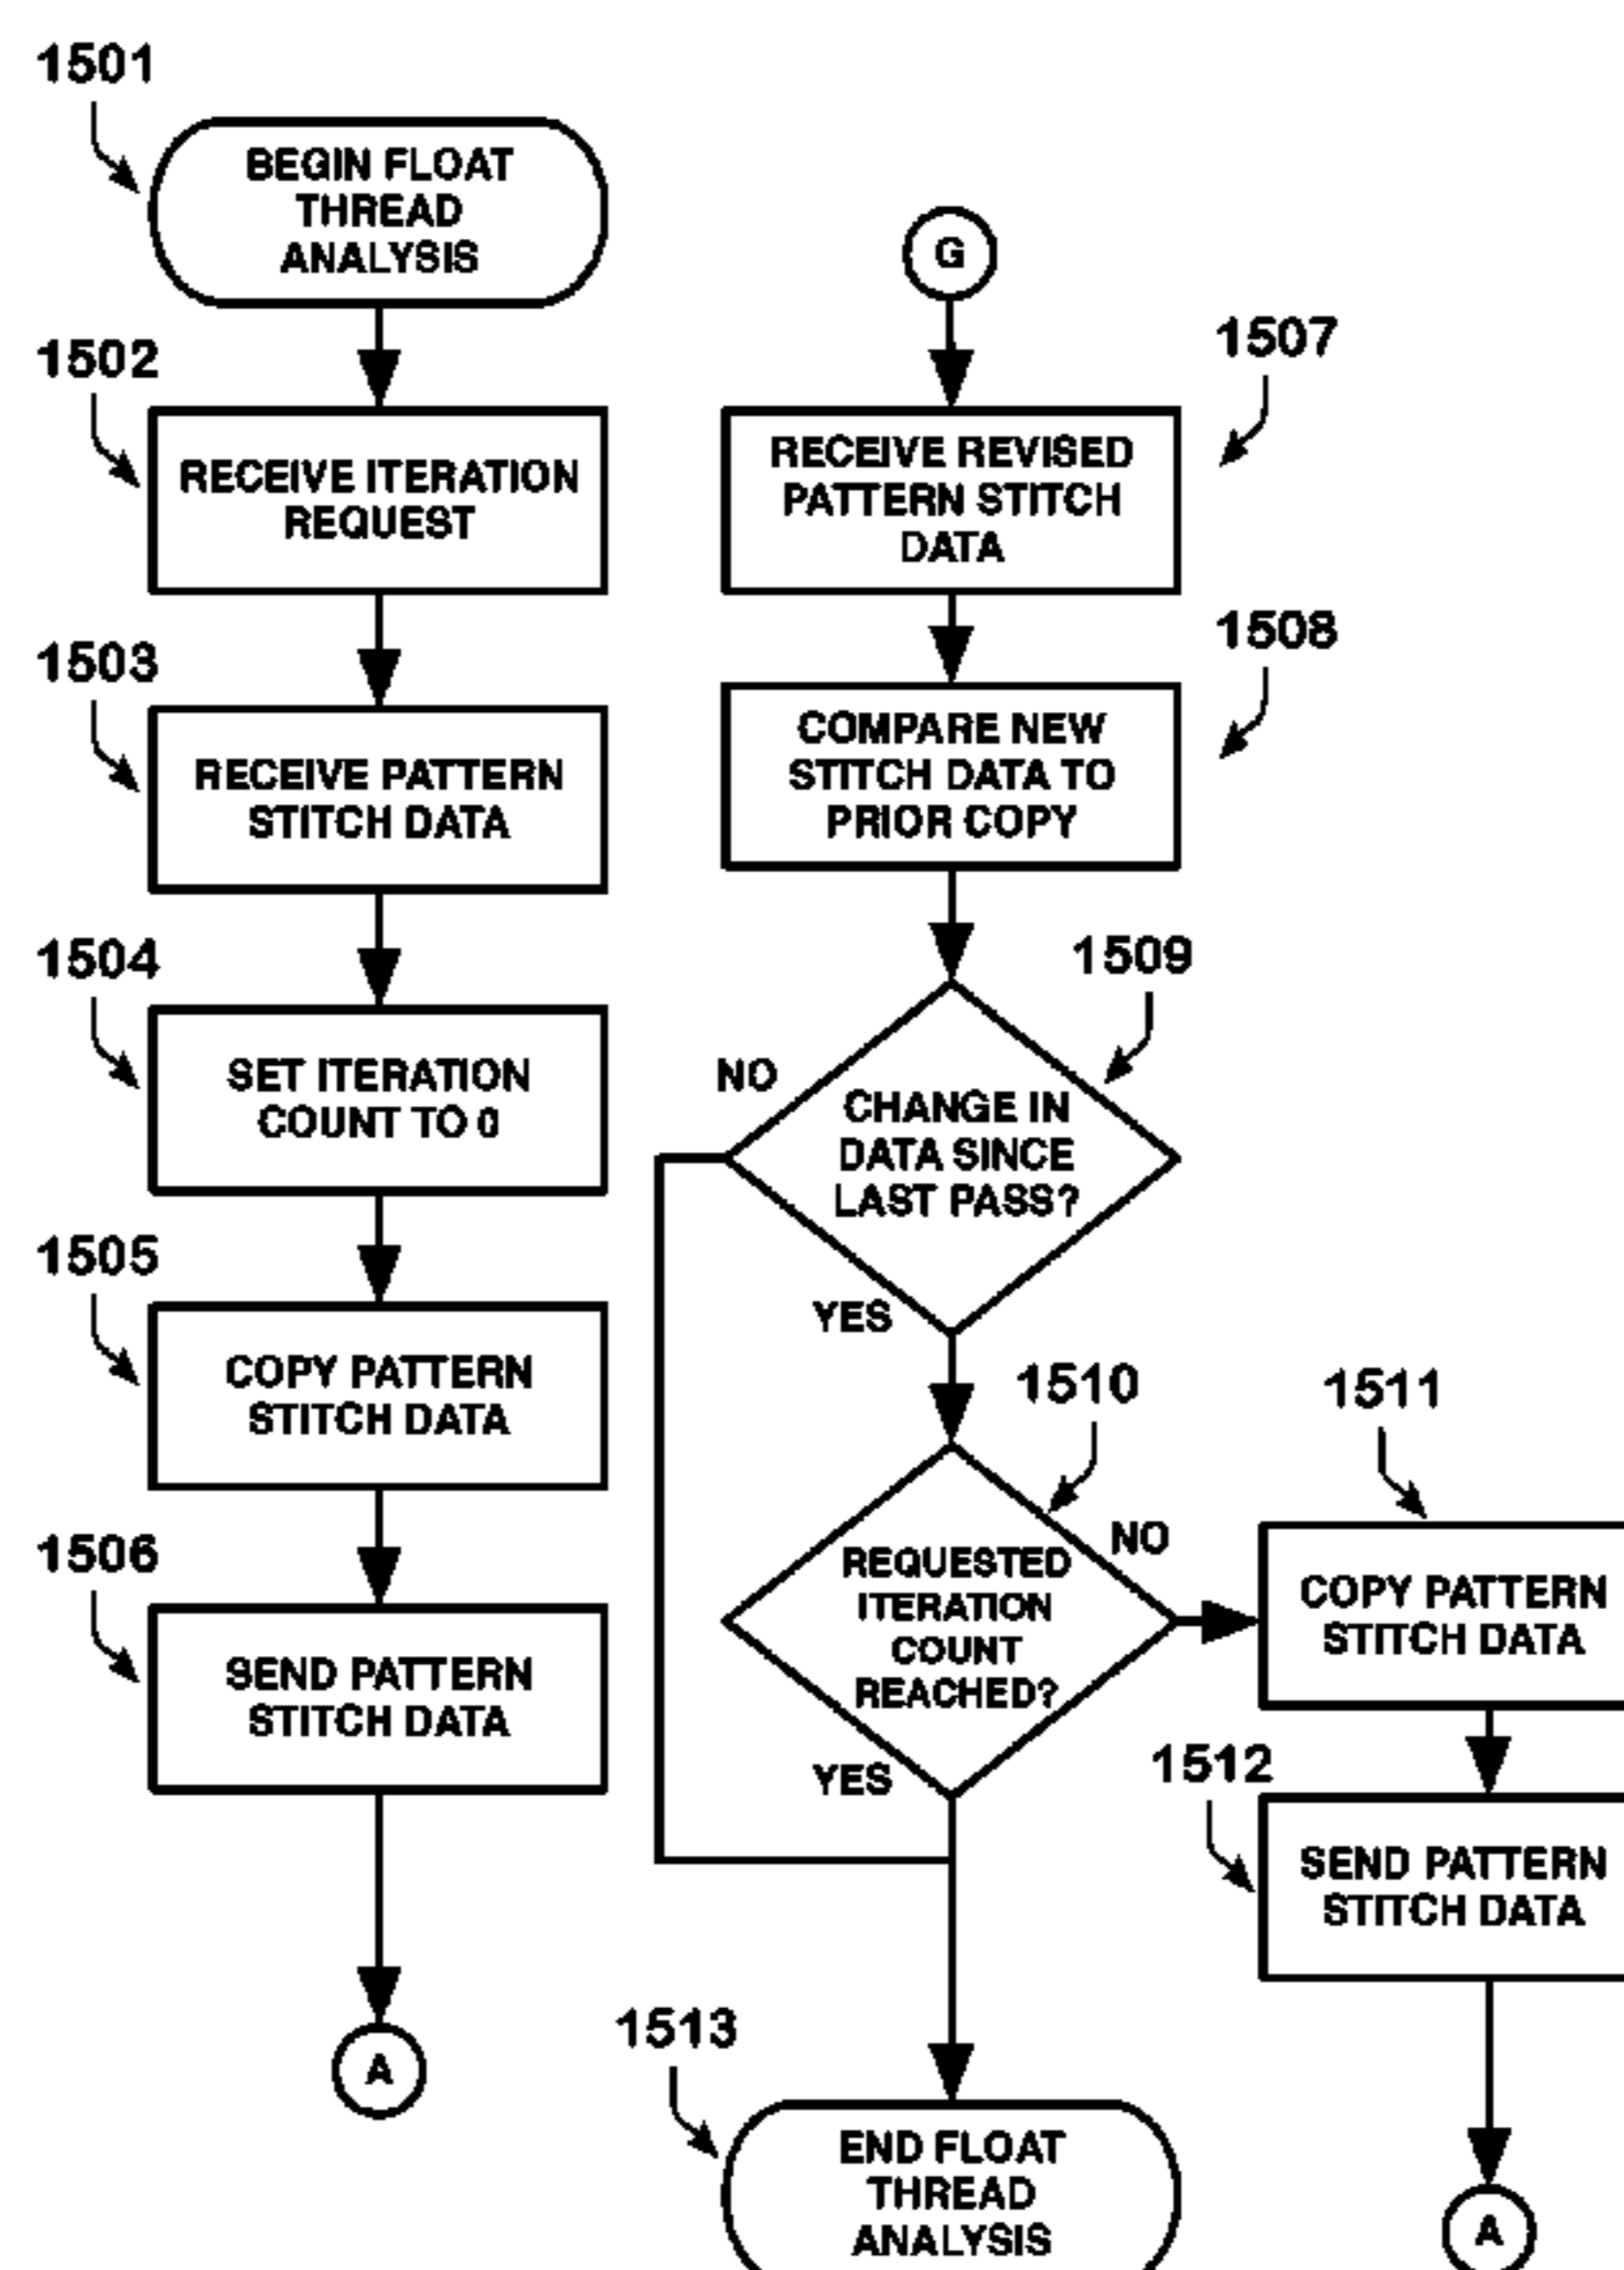 1501
BEGIN FLOAT
THREAD
ANALYSIS
1502
RECEIVE ITERATION
REQUEST
1503
RECEIVE PATTERN
STITCH DATA
1504
SET ITERATION
COUNT TO 0
1505
COPY PATTERN
STITCH DATA
1506
SEND PATTERN
STITCH DATA
A
G
1507
RECEIVE REVISED
PATTERN STITCH
DATA
1508
COMPARE NEW
STITCH DATA TO
PRIOR COPY
1509
NO
CHANGE IN
DATA SINCE
LAST PASS?
YES
1510
NO
REQUESTED
ITERATION
COUNT
REACHED?
YES
1511
COPY PATTERN
STITCH DATA
1512
SEND PATTERN
STITCH DATA
A
1513
END FLOAT
THREAD
ANALYSIS